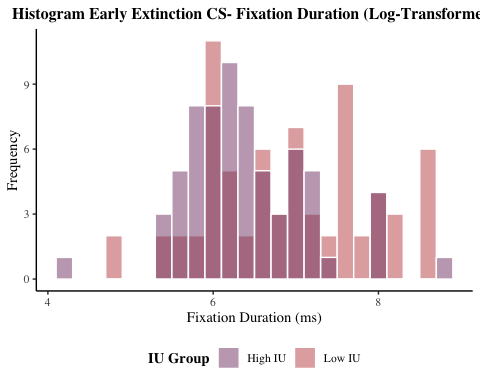 Histogram Early Extinction CS- Fixation Duration (Log-Transforme
Frequency
9
6
3
0
4 6 8
Fixation Duration (ms)
IU Group High IU Low IU